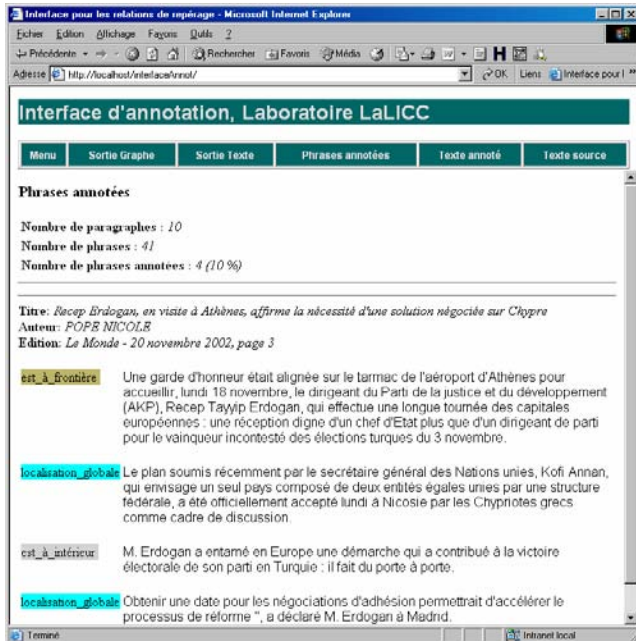 Interface pour les relations de repérage - Microsoft Internet Explorer
Fichier Edition Affichage Favoris Outils ?
Précédente Rechercher Favoris Média
Adresse http://localhost/interfaceAnnot/ OK Liens Interface pour l »
Interface d'annotation, Laboratoire LaLICC
Menu Sortie Graphe Sortie Texte Phrases annotées Texte annoté Texte source
Phrases annotées
Nombre de paragraphes : 10
Nombre de phrases : 41
Nombre de phrases annotées : 4 (10 %)
Titre: Recep Erdogan, en visite à Athènes, affirme la nécessité d'une solution négociée sur Chypre
Auteur: POPE NICOLE
Edition: Le Monde - 20 novembre 2002, page 3
est_à_frontière Une garde d'honneur était alignée sur le tarmac de l'aéroport d'Athènes pour
accueillir, lundi 18 novembre, le dirigeant du Parti de la justice et du développement
(AKP), Recep Tayyip Erdogan, qui effectue une longue tournée des capitales
européennes : une réception digne d'un chef d'Etat plus que d'un dirigeant de parti
pour le vainqueur incontesté des élections turques du 3 novembre.
localisation_globale Le plan soumis récemment par le secrétaire général des Nations unies, Kofi Annan,
qui envisage un seul pays composé de deux entités égales unies par une structure
fédérale, a été officiellement accepté lundi à Nicosie par les Chypriotes grecs
comme cadre de discussion.
est_à_intérieur M. Erdogan a entamé en Europe une démarche qui a contribué à la victoire
électorale de son parti en Turquie : il fait du porte à porte.
localisation_globale Obtenir une date pour les négociations d'adhésion permettrait d'accélérer le
processus de réforme ", a déclaré M. Erdogan à Madrid.
Terminé Intranet local